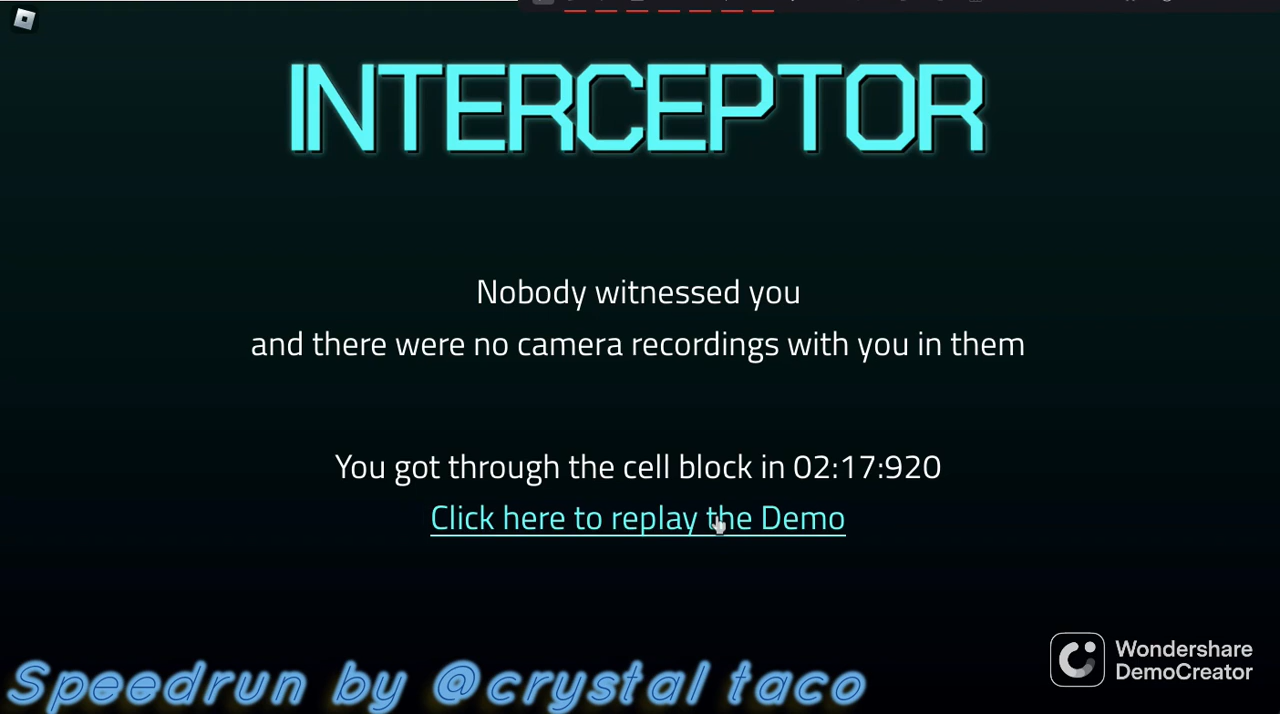 INTERCEPTOR
Nobody witnessed you
and there were no camera recordings with you in them
You got through the cell block in 02:17:920
Click here to replay the Demo
Speedrun by @crystal taco
Wondershare
DemoCreator